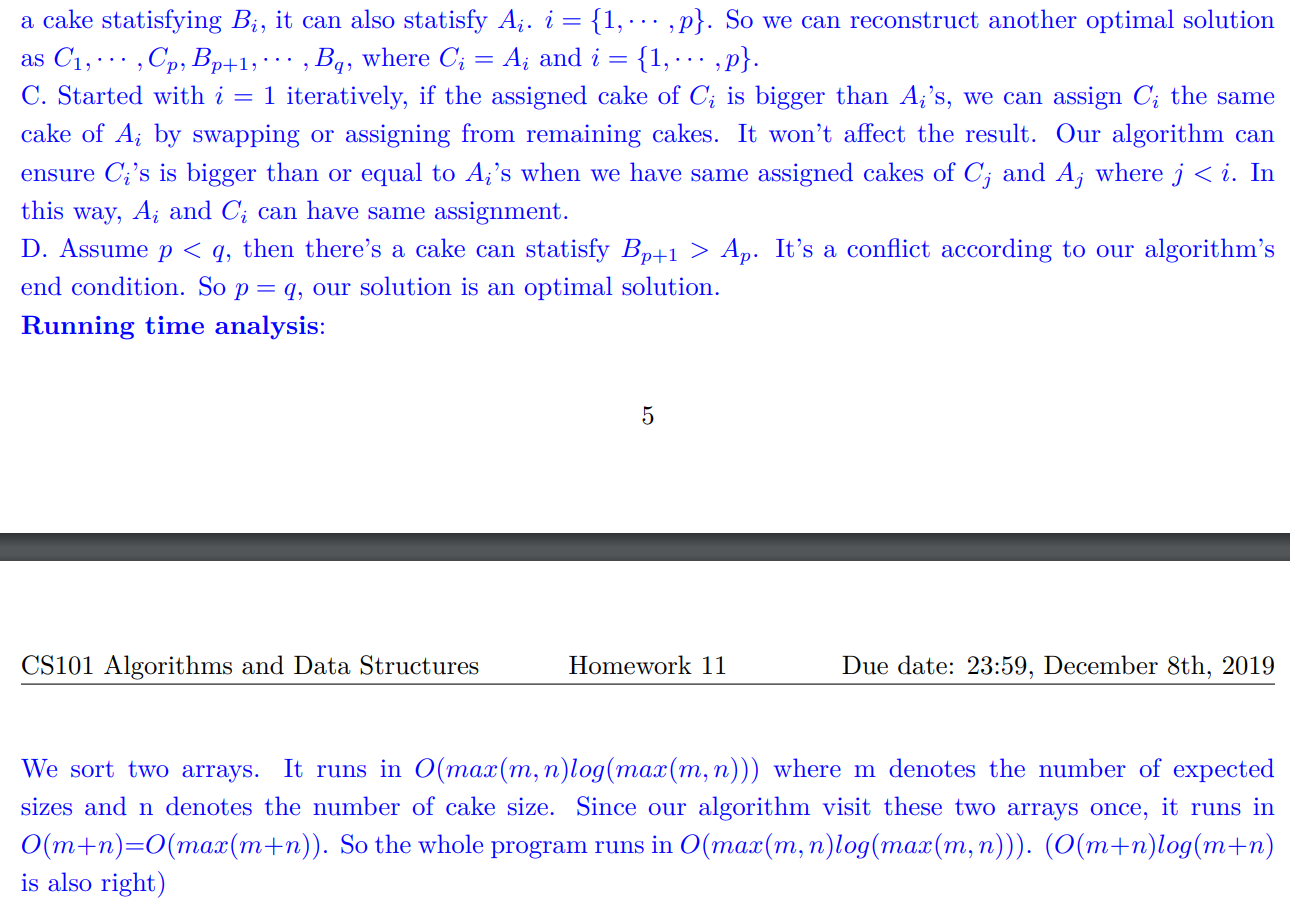 a cake statisfying B_i, it can also statisfy A_i. i = {1, ··· , p}. So we can reconstruct another optimal solution
as C_1, ··· , C_p, B_{p+1}, ··· , B_q, where C_i = A_i and i = {1, ··· , p}.
C. Started with i = 1 iteratively, if the assigned cake of C_i is bigger than A_i's, we can assign C_i the same
cake of A_i by swapping or assigning from remaining cakes. It won't affect the result. Our algorithm can
ensure C_i's is bigger than or equal to A_i's when we have same assigned cakes of C_j and A_j where j < i. In
this way, A_i and C_i can have same assignment.
D. Assume p < q, then there's a cake can statisfy B_{p+1} > A_p. It's a conflict according to our algorithm's
end condition. So p = q, our solution is an optimal solution.
Running time analysis:
5
CS101 Algorithms and Data Structures Homework 11 Due date: 23:59, December 8th, 2019
We sort two arrays. It runs in O(max(m, n)log(max(m, n))) where m denotes the number of expected
sizes and n denotes the number of cake size. Since our algorithm visit these two arrays once, it runs in
O(m+n)=O(max(m+n)). So the whole program runs in O(max(m, n)log(max(m, n))). (O(m+n)log(m+n)
is also right)